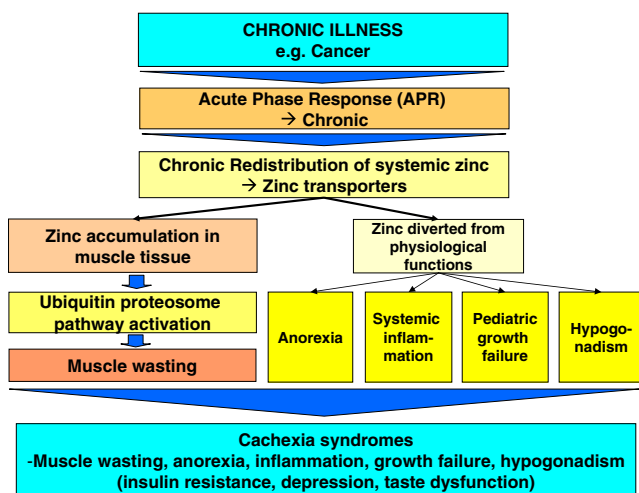 CHRONIC ILLNESS
e.g. Cancer
Acute Phase Response (APR)
→ Chronic
Chronic Redistribution of systemic zinc
→ Zinc transporters
Zinc accumulation in
muscle tissue
Zinc diverted from
physiological
functions
Ubiquitin proteosome
pathway activation
Muscle wasting
Anorexia
Systemic
inflam-
mation
Pediatric
growth
failure
Hypogo-
nadism
Cachexia syndromes
-Muscle wasting, anorexia, inflammation, growth failure, hypogonadism
(insulin resistance, depression, taste dysfunction)